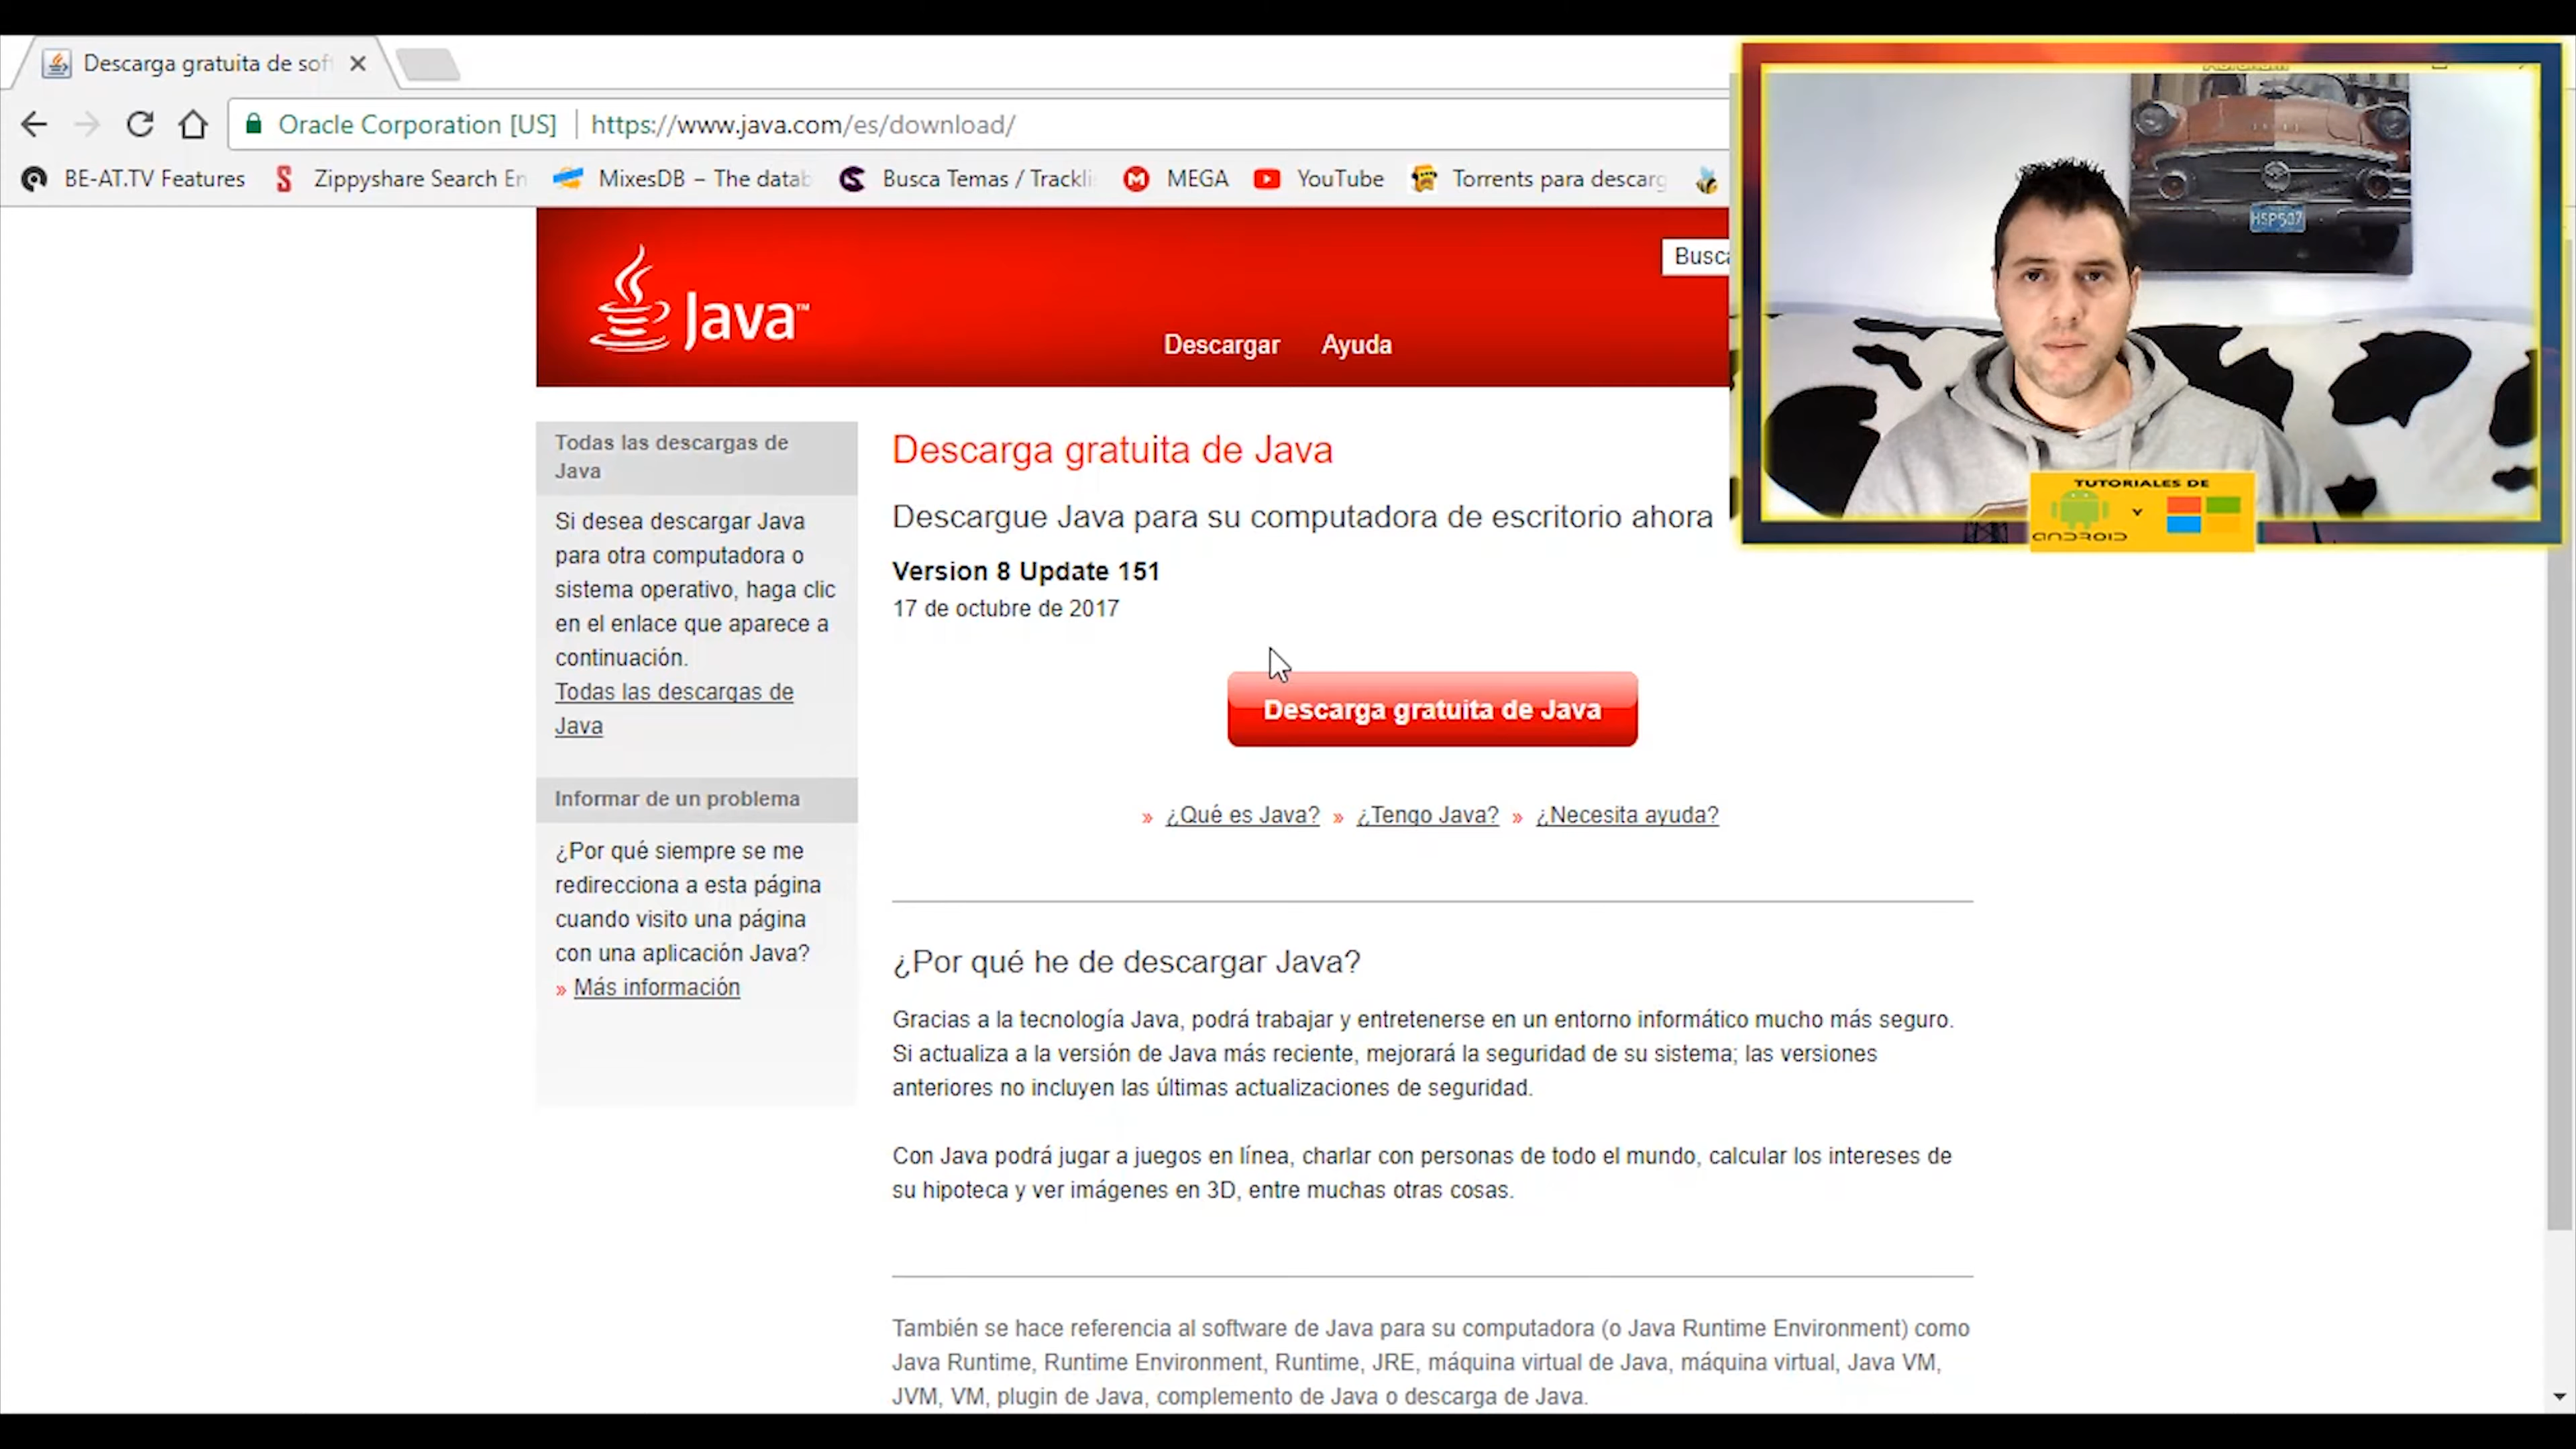 Descarga gratuita de sof
Oracle Corporation [US] https://www.java.com/es/download/
BE-AT.TV Features Zippyshare Search En MixesDB – The datab Busca Temas / Trackli MEGA YouTube Torrents para descarg
HSP507
Java™
Busca
Descargar Ayuda
Todas las descargas de
Java
Si desea descargar Java
para otra computadora o
sistema operativo, haga clic
en el enlace que aparece a
continuación.
Todas las descargas de
Java
Informar de un problema
¿Por qué siempre se me
redirecciona a esta página
cuando visito una página
con una aplicación Java?
» Más información
Descarga gratuita de Java
Descargue Java para su computadora de escritorio ahora
Version 8 Update 151
17 de octubre de 2017
Descarga gratuita de Java
» ¿Qué es Java? » ¿Tengo Java? » ¿Necesita ayuda?
¿Por qué he de descargar Java?
Gracias a la tecnología Java, podrá trabajar y entretenerse en un entorno informático mucho más seguro.
Si actualiza a la versión de Java más reciente, mejorará la seguridad de su sistema; las versiones
anteriores no incluyen las últimas actualizaciones de seguridad.
Con Java podrá jugar a juegos en línea, charlar con personas de todo el mundo, calcular los intereses de
su hipoteca y ver imágenes en 3D, entre muchas otras cosas.
También se hace referencia al software de Java para su computadora (o Java Runtime Environment) como
Java Runtime, Runtime Environment, Runtime, JRE, máquina virtual de Java, máquina virtual, Java VM,
JVM, VM, plugin de Java, complemento de Java o descarga de Java.
TUTORIALES DE
Y
ANDROID